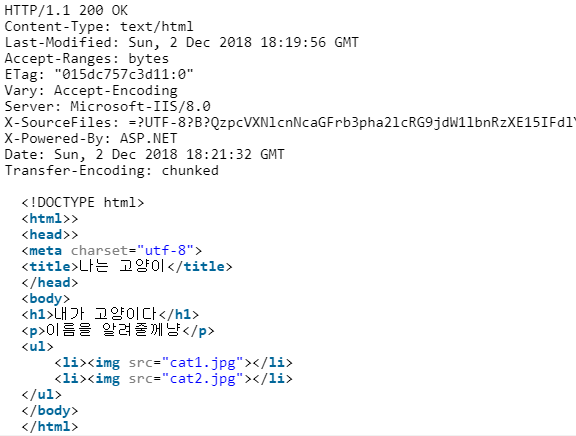 HTTP/1.1 200 OK
Content-Type: text/html
Last-Modified: Sun, 2 Dec 2018 18:19:56 GMT
Accept-Ranges: bytes
ETag: "015dc757c3d11:0"
Vary: Accept-Encoding
Server: Microsoft-IIS/8.0
X-SourceFiles: =?UTF-8?B?QzpcVXNlcnNcaGFrb3pha2lcRG9jdW1lbnRzXE15IFdlY
X-Powered-By: ASP.NET
Date: Sun, 2 Dec 2018 18:21:32 GMT
Transfer-Encoding: chunked
<!DOCTYPE html>
<html>>
<head>>
<meta charset="utf-8">
<title>나는 고양이</title>
</head>
<body>
<h1>내가 고양이다</h1>
<p>이름을 알려줄께냥</p>
<ul>
<li><img src="cat1.jpg"></li>
<li><img src="cat2.jpg"></li>
</ul>
</body>
</html>